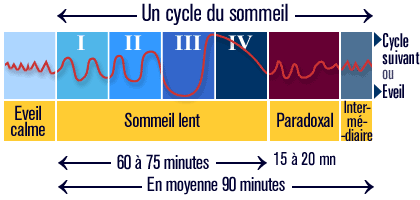 Un cycle du sommeil
I II III IV
Cycle
suivant
ou
Eveil
Eveil
calme
Sommeil lent
Paradoxal
Inter-
mé-
diaire
60 à 75 minutes
15 à 20 mn
En moyenne 90 minutes